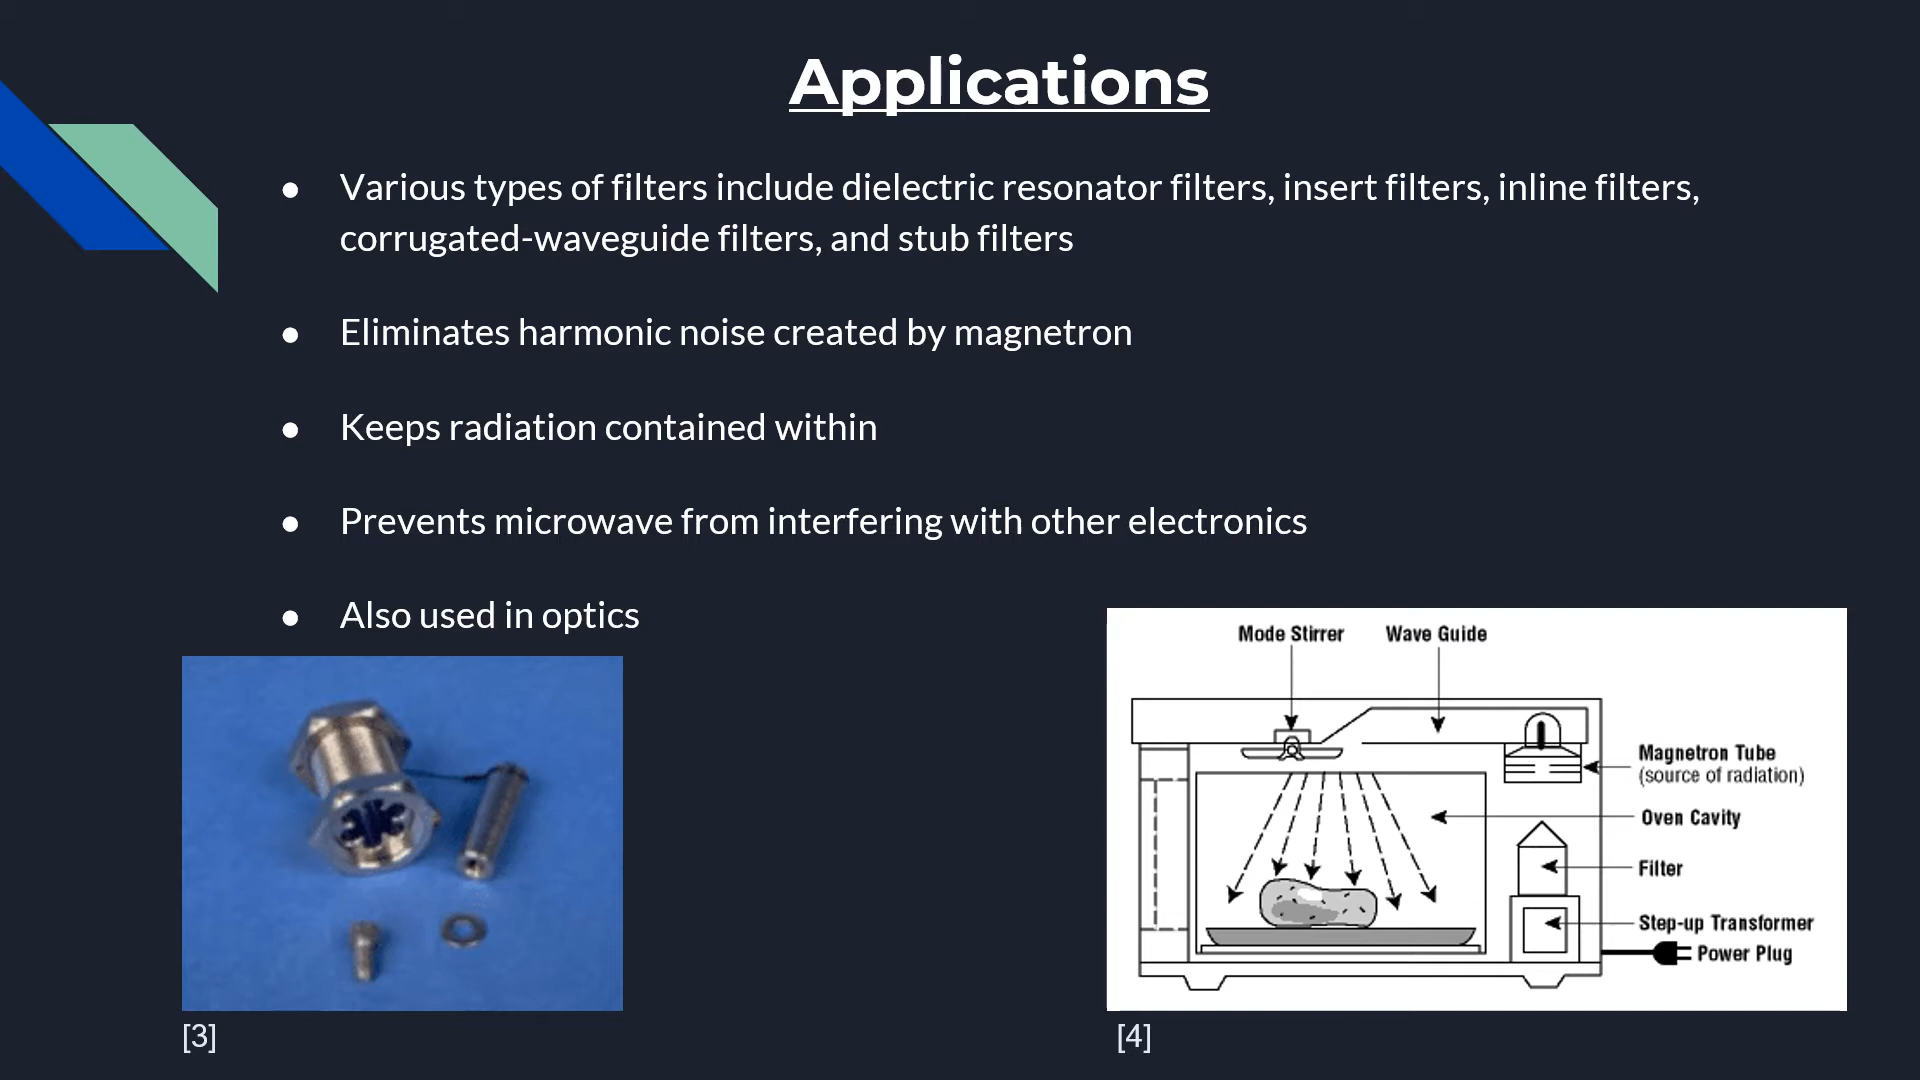 Applications
● Various types of filters include dielectric resonator filters, insert filters, inline filters,
corrugated-waveguide filters, and stub filters
● Eliminates harmonic noise created by magnetron
● Keeps radiation contained within
● Prevents microwave from interfering with other electronics
● Also used in optics
Mode Stirrer
Wave Guide
Magnetron Tube
(source of radiation)
Oven Cavity
Filter
Step-up Transformer
Power Plug
[3]
[4]